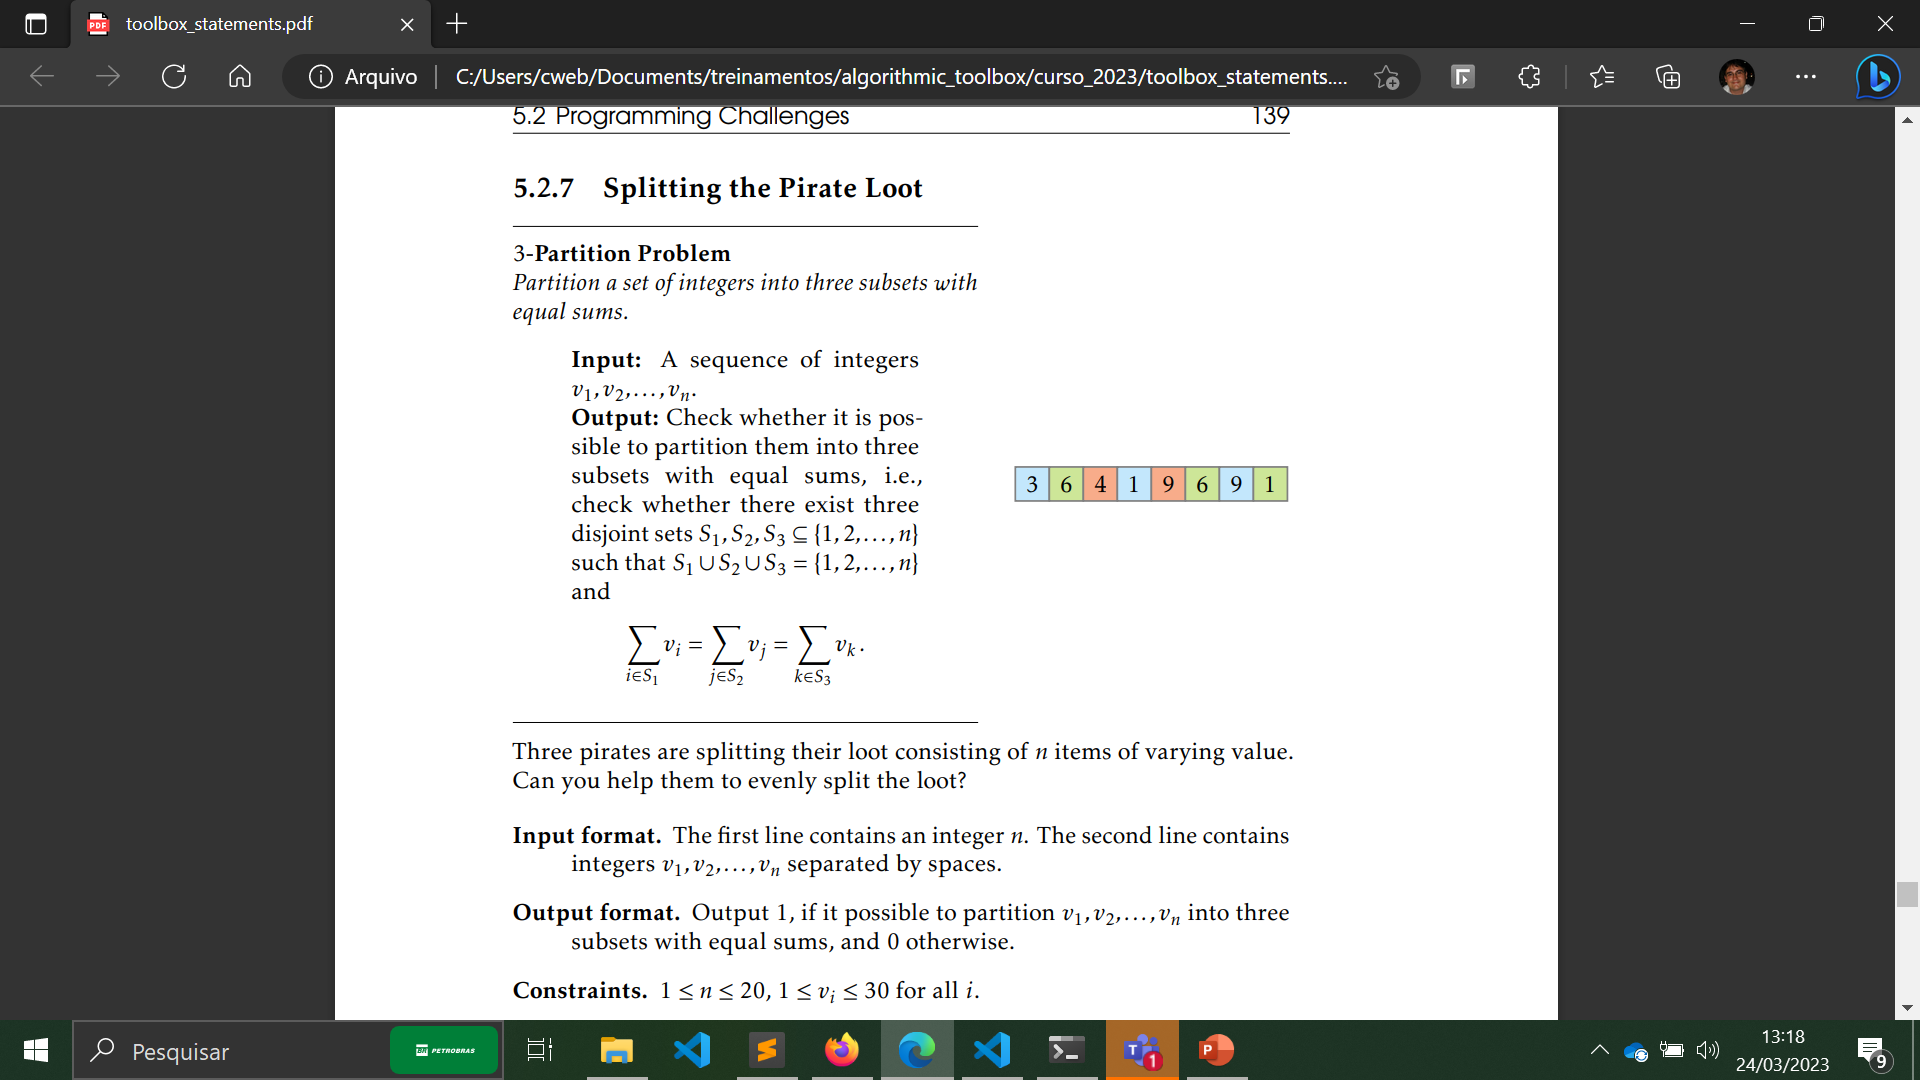 toolbox_statements.pdf
Arquivo
C:/Users/cweb/Documents/treinamentos/algorithmic_toolbox/curso_2023/toolbox_statements....
5.2 Programming Challenges 139
5.2.7 Splitting the Pirate Loot
3-Partition Problem
Partition a set of integers into three subsets with
equal sums.
Input: A sequence of integers
v1,v2,...,vn.
Output: Check whether it is pos-
sible to partition them into three
subsets with equal sums, i.e.,
check whether there exist three
disjoint sets S1,S2,S3 ⊆ {1,2,...,n}
such that S1 ∪ S2 ∪ S3 = {1,2,...,n}
and
∑ vi = ∑ vj = ∑ vk.
i∈S1 j∈S2 k∈S3
3 6 4 1 9 6 9 1
Three pirates are splitting their loot consisting of n items of varying value.
Can you help them to evenly split the loot?
Input format. The first line contains an integer n. The second line contains
integers v1,v2,...,vn separated by spaces.
Output format. Output 1, if it possible to partition v1,v2,...,vn into three
subsets with equal sums, and 0 otherwise.
Constraints. 1 ≤ n ≤ 20, 1 ≤ vi ≤ 30 for all i.
Pesquisar
BR PETROBRAS
1
13:18
24/03/2023
9